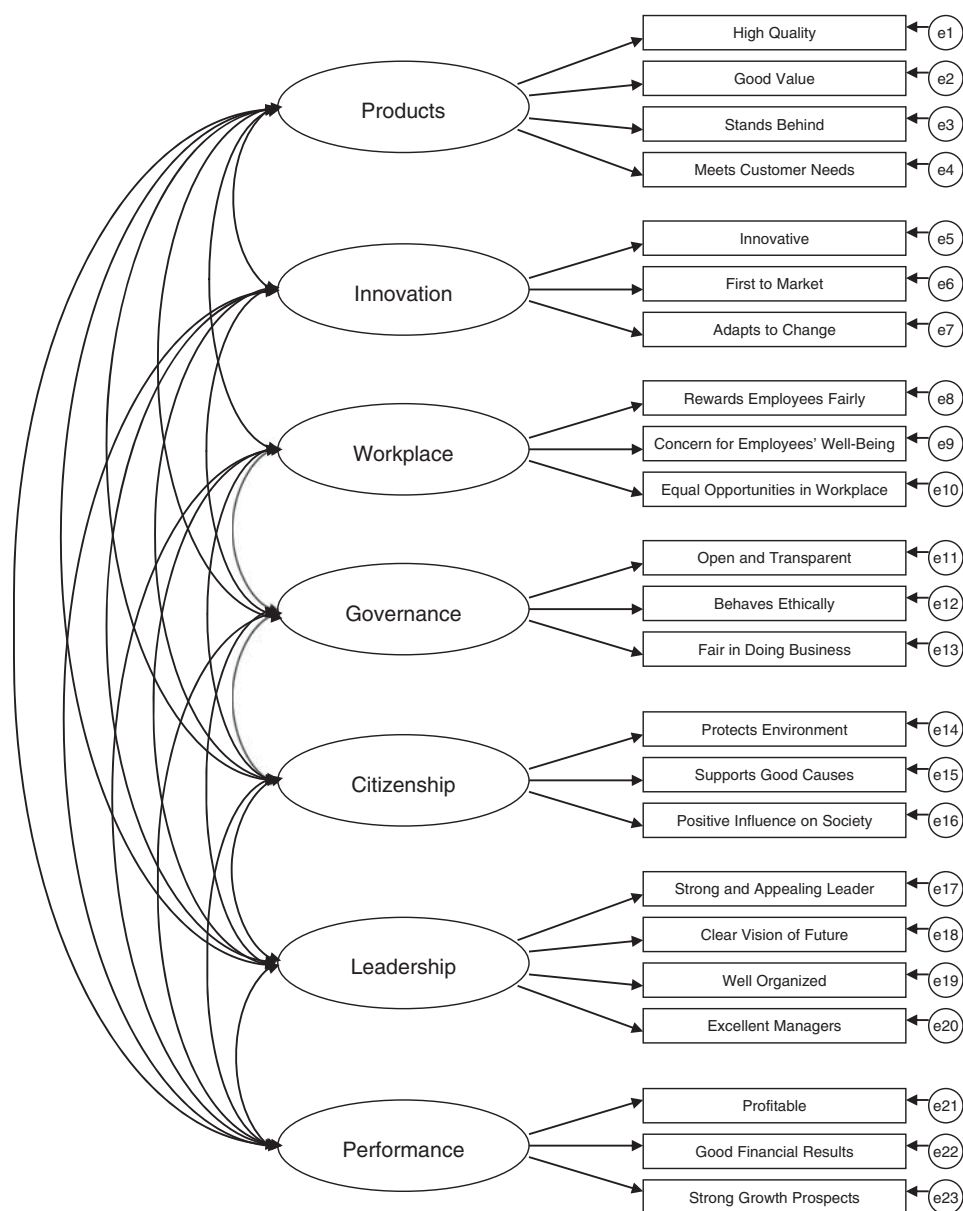 High Quality
e1
Products
Good Value
e2
Stands Behind
e3
Meets Customer Needs
e4
Innovative
e5
Innovation
First to Market
e6
Adapts to Change
e7
Rewards Employees Fairly
e8
Workplace
Concern for Employees' Well-Being
e9
Equal Opportunities in Workplace
e10
Open and Transparent
e11
Governance
Behaves Ethically
e12
Fair in Doing Business
e13
Protects Environment
e14
Citizenship
Supports Good Causes
e15
Positive Influence on Society
e16
Strong and Appealing Leader
e17
Clear Vision of Future
e18
Leadership
Well Organized
e19
Excellent Managers
e20
Profitable
e21
Performance
Good Financial Results
e22
Strong Growth Prospects
e23